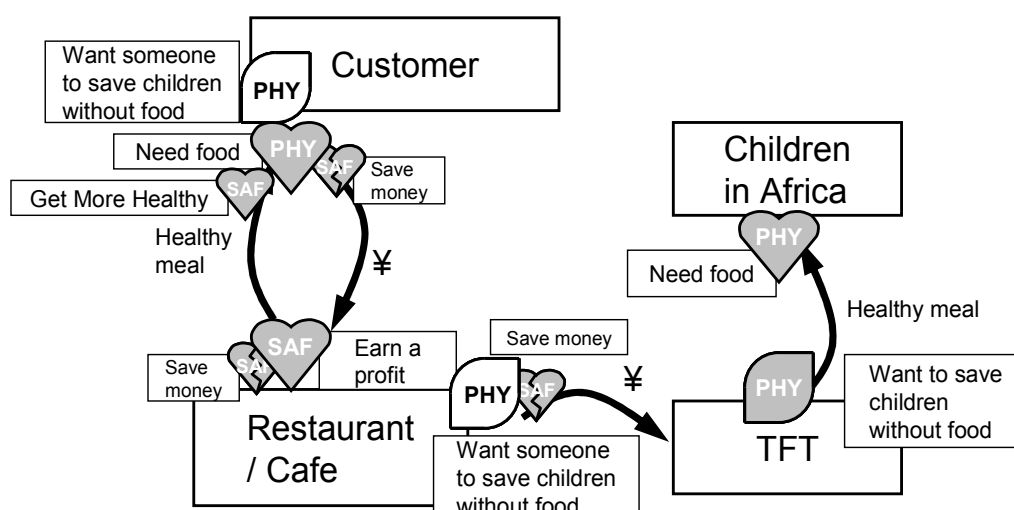 Want someone
to save children
without food
PHY
Customer
Need food
PHY
SAF
Save
money
SAF
Get More Healthy
Healthy
meal
¥
Children
in Africa
PHY
Need food
Healthy meal
SAF
SAF
Save
money
Earn a
profit
Save money
PHY
SAF
¥
Restaurant
/ Cafe
Want someone
to save children
without food
PHY
TFT
Want to save
children
without food